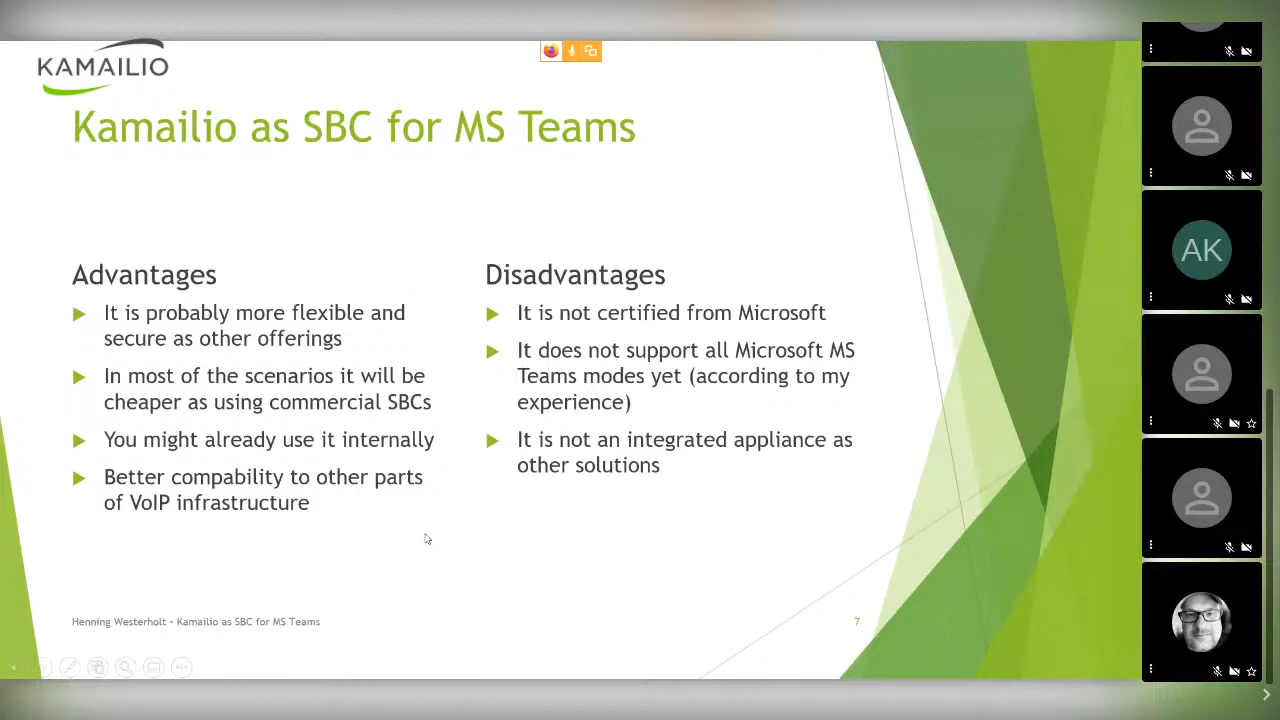 KAMAILIO
Kamailio as SBC for MS Teams
Advantages
It is probably more flexible and
secure as other offerings
In most of the scenarios it will be
cheaper as using commercial SBCs
You might already use it internally
Better compability to other parts
of VoIP infrastructure
Disadvantages
It is not certified from Microsoft
It does not support all Microsoft MS
Teams modes yet (according to my
experience)
It is not an integrated appliance as
other solutions
Henning Westerholt – Kamailio as SBC for MS Teams
7
AK